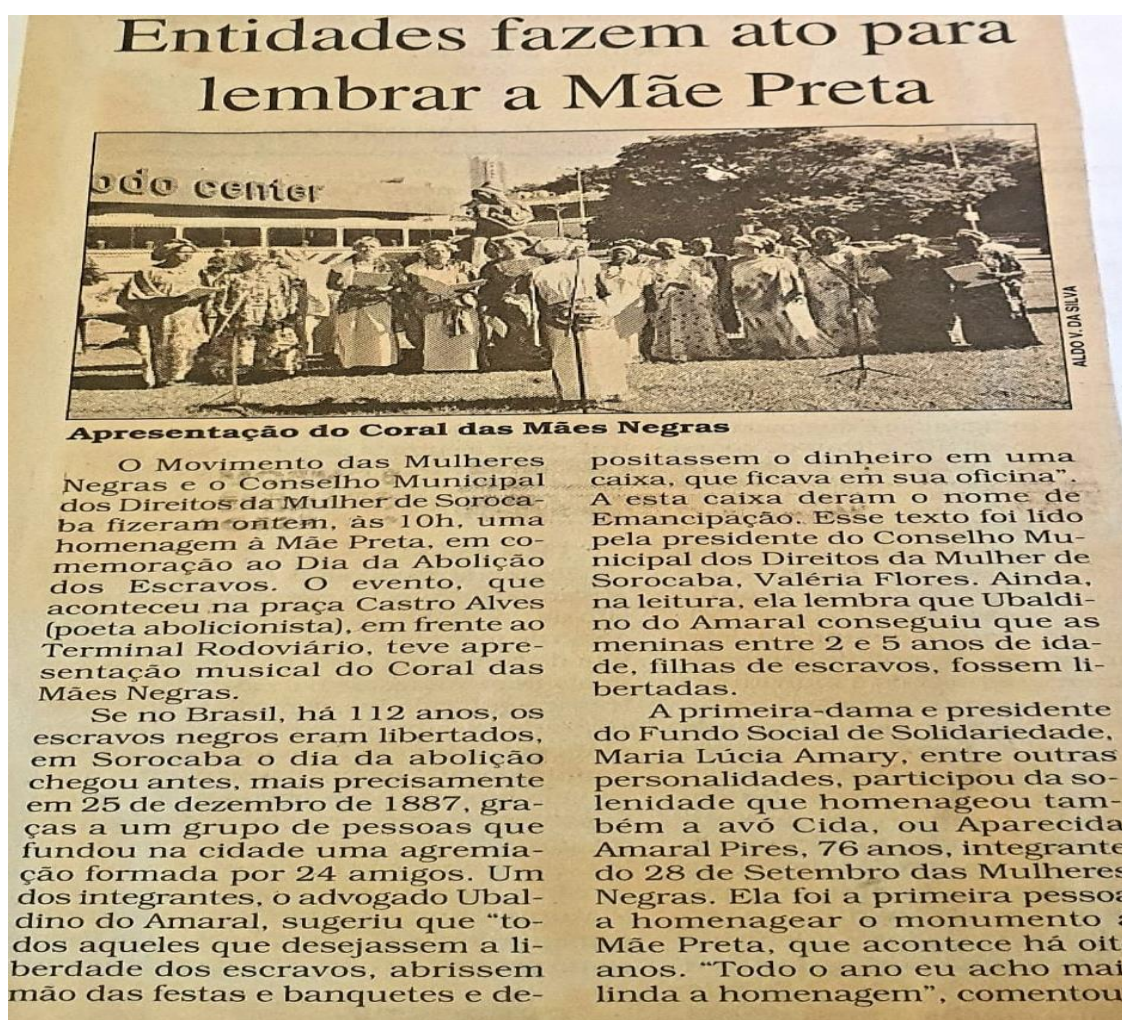 Entidades fazem ato para
lembrar a Mãe Preta
odo center
ALDO V. DA SILVA
Apresentação do Coral das Mães Negras
O Movimento das Mulheres
Negras e o Conselho Municipal
dos Direitos da Mulher de Soroca-
ba fizeram ontem, às 10h, uma
homenagem à Mãe Preta, em co-
memoração ao Dia da Abolição
dos Escravos. O evento, que
aconteceu na praça Castro Alves
(poeta abolicionista), em frente ao
Terminal Rodoviário, teve apre-
sentação musical do Coral das
Mães Negras.
Se no Brasil, há 112 anos, os
escravos negros eram libertados,
em Sorocaba o dia da abolição
chegou antes, mais precisamente
em 25 de dezembro de 1887, gra-
ças a um grupo de pessoas que
fundou na cidade uma agremia-
ção formada por 24 amigos. Um
dos integrantes, o advogado Ubal-
dino do Amaral, sugeriu que “to-
dos aqueles que desejassem a li-
berdade dos escravos, abrissem
mão das festas e banquetes e de-
positassem o dinheiro em uma
caixa, que ficava em sua oficina”.
A esta caixa deram o nome de
Emancipação. Esse texto foi lido
pela presidente do Conselho Mu-
nicipal dos Direitos da Mulher de
Sorocaba, Valéria Flores. Ainda,
na leitura, ela lembra que Ubaldi-
no do Amaral conseguiu que as
meninas entre 2 e 5 anos de ida-
de, filhas de escravos, fossem li-
bertadas.
A primeira-dama e presidente
do Fundo Social de Solidariedade,
Maria Lúcia Amary, entre outras
personalidades, participou da so-
lenidade que homenageou tam-
bém a avó Cida, ou Aparecida
Amaral Pires, 76 anos, integrante
do 28 de Setembro das Mulheres
Negras. Ela foi a primeira pessoa
a homenagear o monumento
Mãe Preta, que acontece há oit
anos. “Todo o ano eu acho mai
linda a homenagem”, comentou